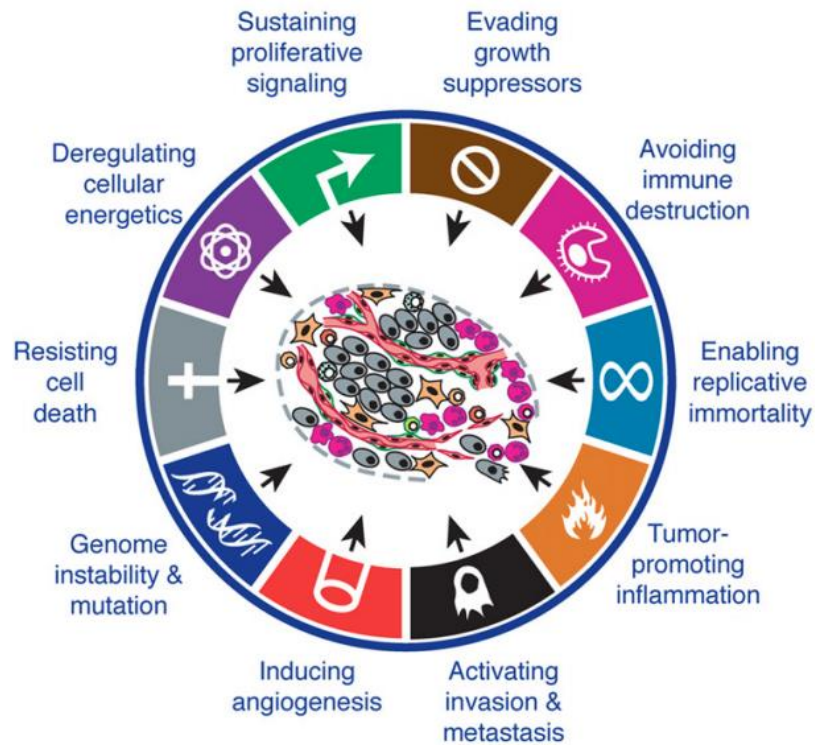 Sustaining
proliferative
signaling
Evading
growth
suppressors
Avoiding
immune
destruction
Enabling
replicative
immortality
Tumor-
promoting
inflammation
Activating
invasion &
metastasis
Inducing
angiogenesis
Genome
instability &
mutation
Resisting
cell
death
Deregulating
cellular
energetics